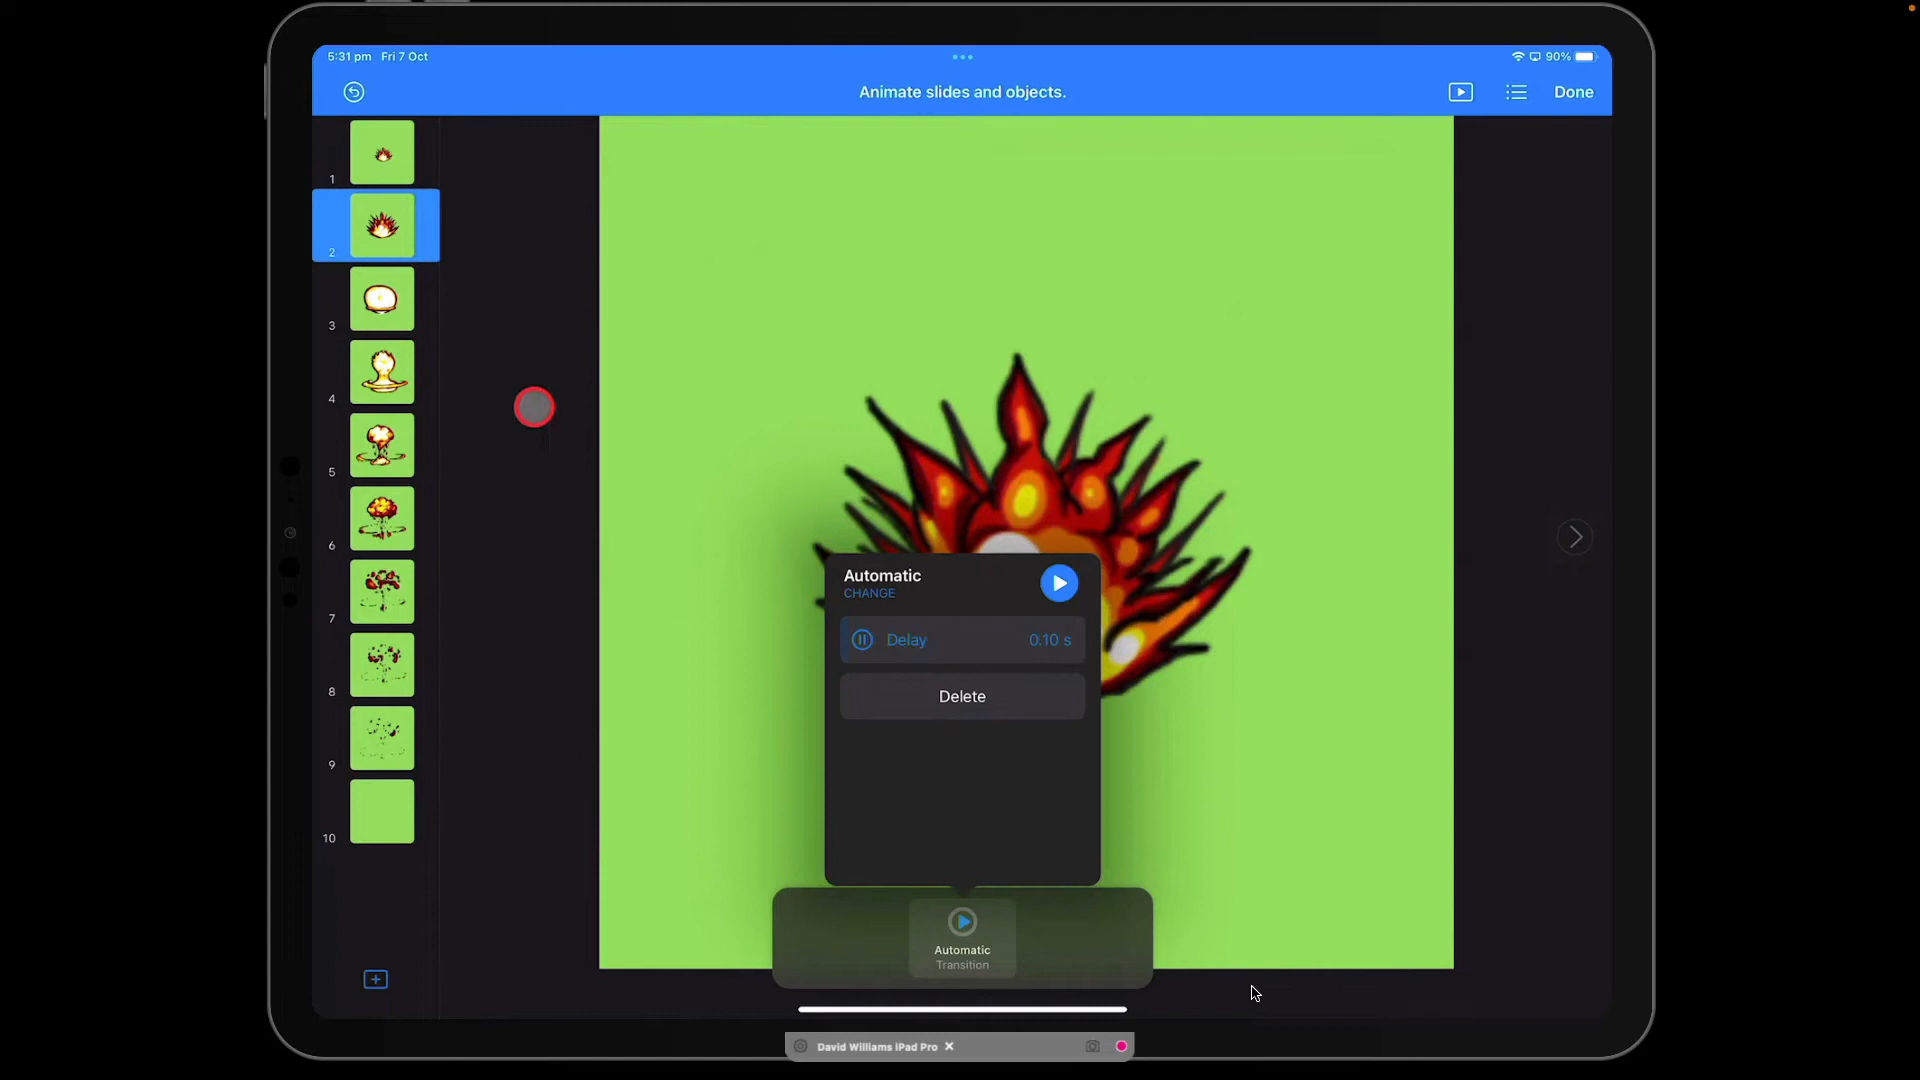 5:31 pm Fri 7 Oct
90%
Animate slides and objects.
Done
1
2
3
4
5
6
7
8
9
10
Automatic
CHANGE
Delay 0.10 s
Delete
Automatic
Transition
David Williams iPad Pro